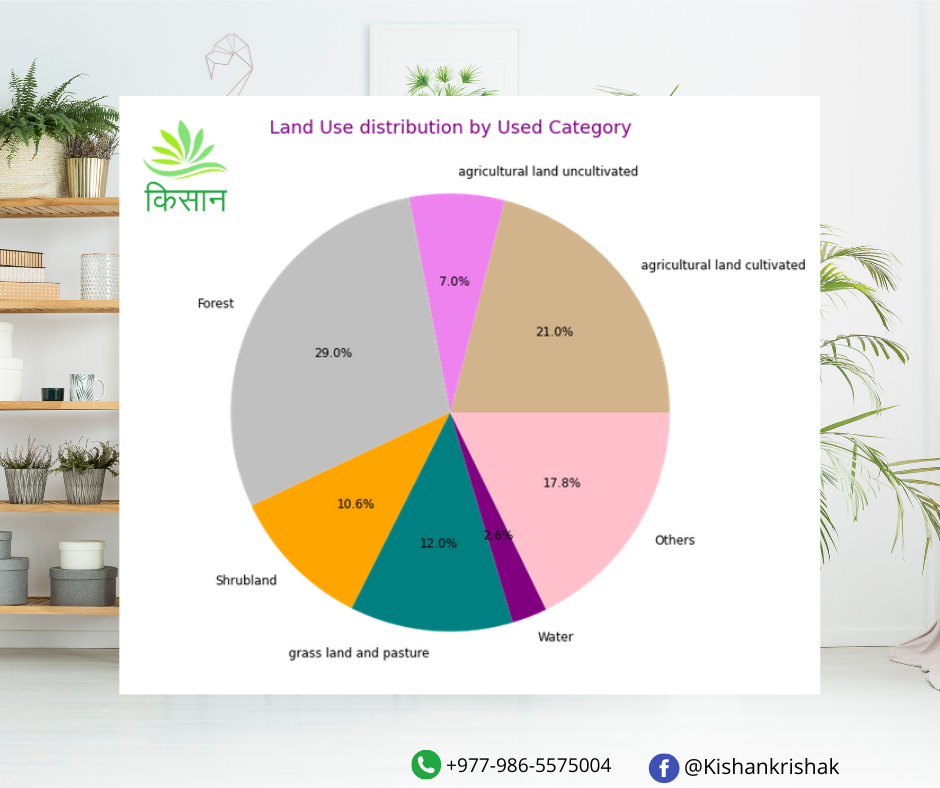 Land Use distribution by Used Category
किसान
agricultural land uncultivated
agricultural land cultivated
7.0%
21.0%
Forest
29.0%
17.8%
10.6%
2.6%
12.0%
Others
Shrubland
Water
grass land and pasture
+977-986-5575004
@Kishankrishak